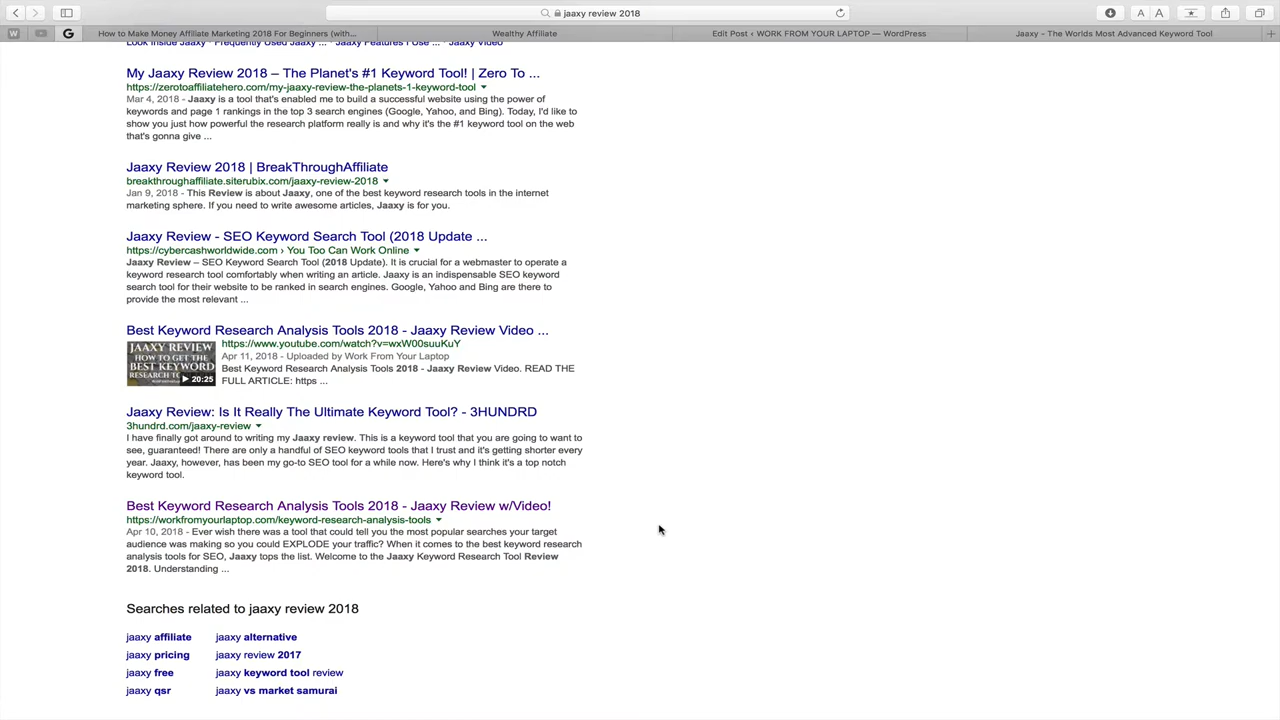 jaaxy review 2018
A A
W G How to Make Money Affiliate Marketing 2018 For Beginners (with... Wealthy Affiliate Edit Post ‹ WORK FROM YOUR LAPTOP — WordPress Jaaxy - The Worlds Most Advanced Keyword Tool
Look Inside Jaaxy · Frequently Used Jaaxy ... · Jaaxy Features I Use ... · Jaaxy Video
My Jaaxy Review 2018 – The Planet's #1 Keyword Tool! | Zero To ...
https://zerotoaffiliatehero.com/my-jaaxy-review-the-planets-1-keyword-tool
Mar 4, 2018 - Jaaxy is a tool that's enabled me to build a successful website using the power of
keywords and page 1 rankings in the top 3 search engines (Google, Yahoo, and Bing). Today, I'd like to
show you just how powerful the research platform really is and why it's the #1 keyword tool on the web
that's gonna give ...
Jaaxy Review 2018 | BreakThroughAffiliate
breakthroughaffiliate.siterubix.com/jaaxy-review-2018
Jan 9, 2018 - This Review is about Jaaxy, one of the best keyword research tools in the internet
marketing sphere. If you need to write awesome articles, Jaaxy is for you.
Jaaxy Review - SEO Keyword Search Tool (2018 Update ...
https://cybercashworldwide.com › You Too Can Work Online
Jaaxy Review – SEO Keyword Search Tool (2018 Update). It is crucial for a webmaster to operate a
keyword research tool comfortably when writing an article. Jaaxy is an indispensable SEO keyword
search tool for their website to be ranked in search engines. Google, Yahoo and Bing are there to
provide the most relevant ...
Best Keyword Research Analysis Tools 2018 - Jaaxy Review Video ...
JAAXY REVIEW
HOW TO GET THE
BEST KEYWORD
RESEARCH TO
20:25
https://www.youtube.com/watch?v=wxW00suuKuY
Apr 11, 2018 - Uploaded by Work From Your Laptop
Best Keyword Research Analysis Tools 2018 - Jaaxy Review Video. READ THE
FULL ARTICLE: https ...
Jaaxy Review: Is It Really The Ultimate Keyword Tool? - 3HUNDRD
3hundrd.com/jaaxy-review
I have finally got around to writing my Jaaxy review. This is a keyword tool that you are going to want to
see, guaranteed! There are only a handful of SEO keyword tools that I trust and it's getting shorter every
year. Jaaxy, however, has been my go-to SEO tool for a while now. Here's why I think it's a top notch
keyword tool.
Best Keyword Research Analysis Tools 2018 - Jaaxy Review w/Video!
https://workfromyourlaptop.com/keyword-research-analysis-tools
Apr 10, 2018 - Ever wish there was a tool that could tell you the most popular searches your target
audience was making so you could EXPLODE your traffic? When it comes to the best keyword research
analysis tools for SEO, Jaaxy tops the list. Welcome to the Jaaxy Keyword Research Tool Review
2018. Understanding ...
Searches related to jaaxy review 2018
jaaxy affiliate jaaxy alternative
jaaxy pricing jaaxy review 2017
jaaxy free jaaxy keyword tool review
jaaxy qsr jaaxy vs market samurai